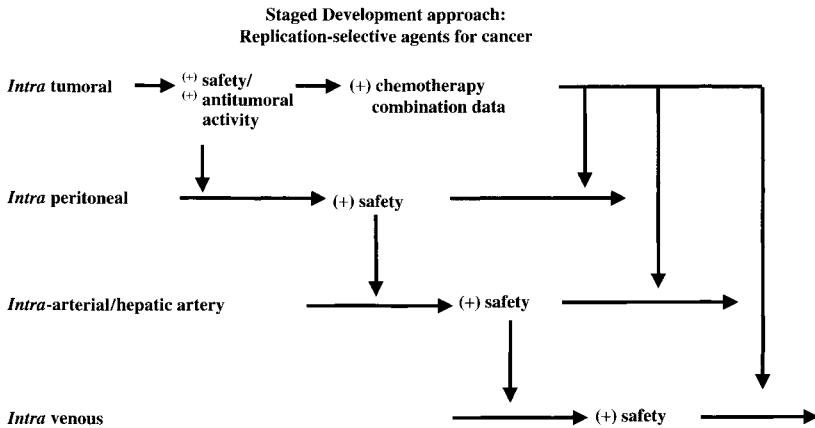 Staged Development approach:
Replication-selective agents for cancer
Intra tumoral
(+) safety/
(+) antitumoral
activity
(+) chemotherapy
combination data
Intra peritoneal
(+) safety
Intra-arterial/hepatic artery
(+) safety
Intra venous
(+) safety